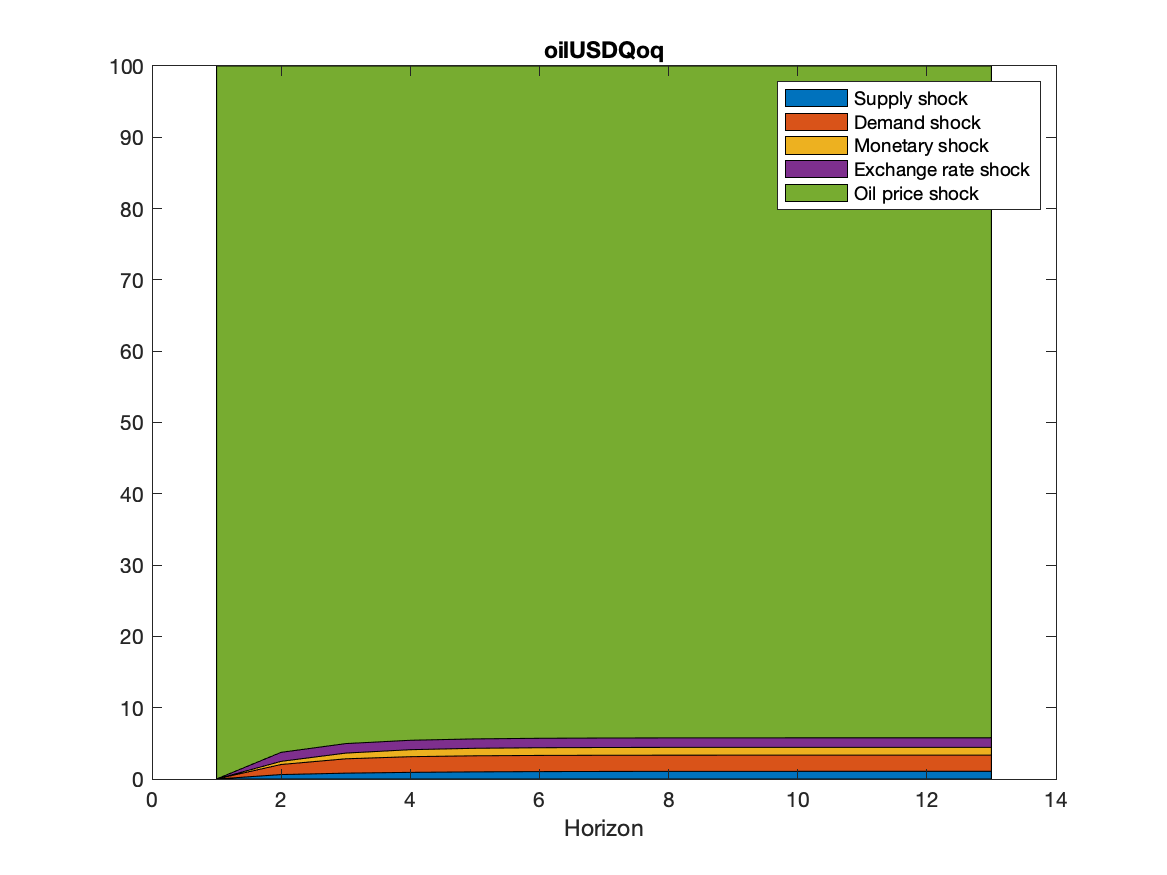 oilUSDQoq
100
90
80
70
60
50
40
30
20
10
0
Supply shock
Demand shock
Monetary shock
Exchange rate shock
Oil price shock
0 2 4 6 8 10 12 14
Horizon